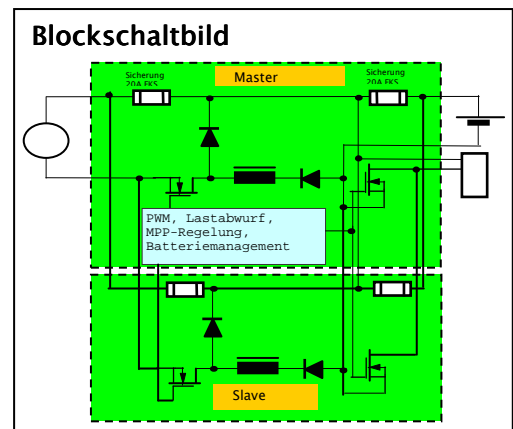 Blockschaltbild
Sicherung
20A FKS
Master
Sicherung
20A FKS
PWM, Lastabwurf,
MPP-Regelung,
Batteriemanagement
Slave